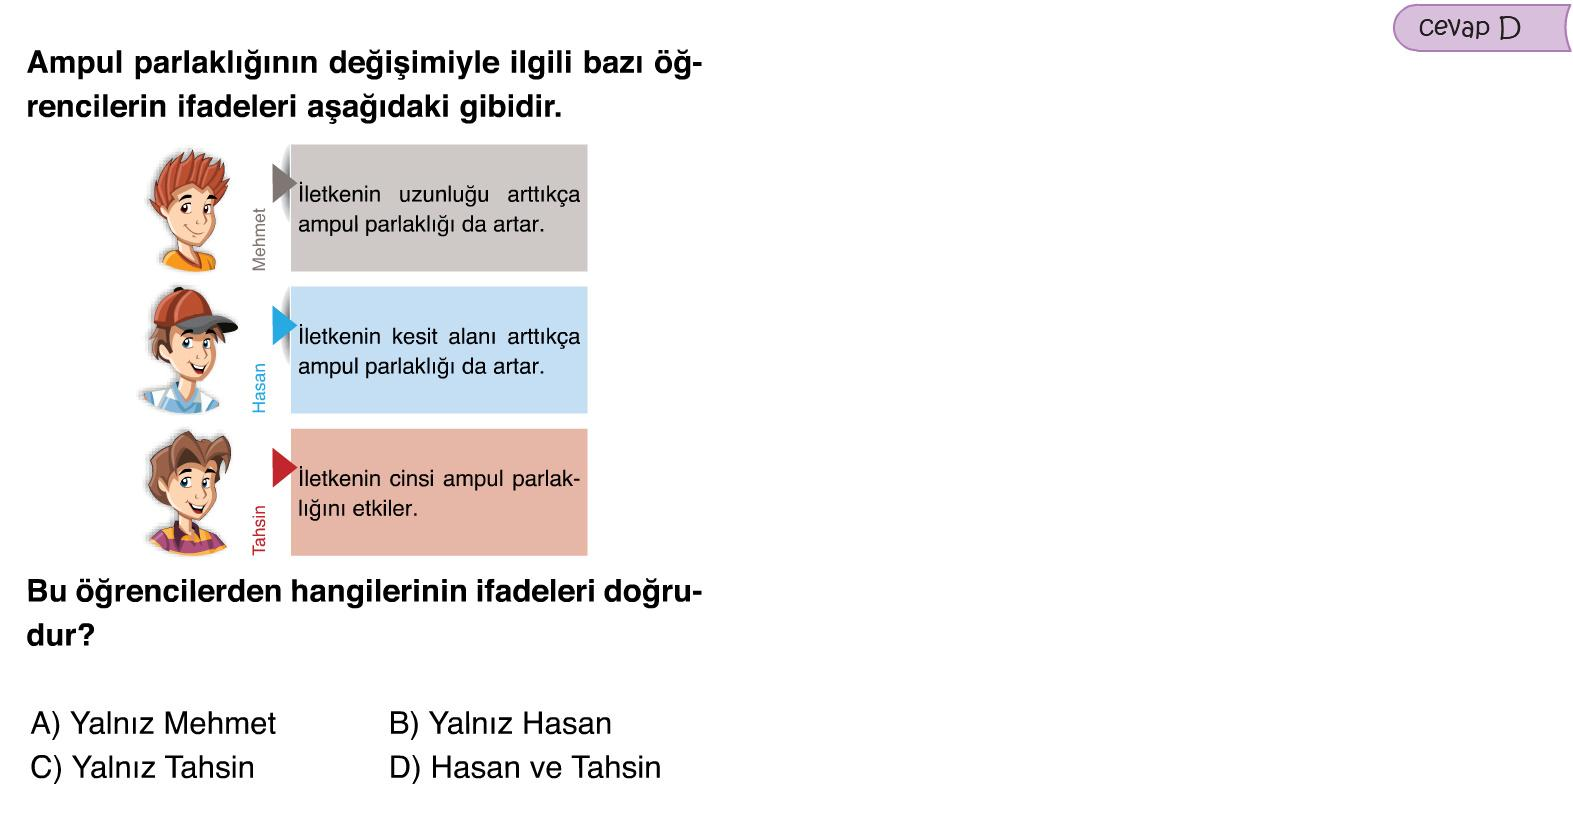 cevap D
Ampul parlaklığının değişimiyle ilgili bazı öğ-
rencilerin ifadeleri aşağıdaki gibidir.
Mehmet
İletkenin uzunluğu arttıkça
ampul parlaklığı da artar.
Hasan
İletkenin kesit alanı arttıkça
ampul parlaklığı da artar.
Tahsin
İletkenin cinsi ampul parlak-
lığını etkiler.
Bu öğrencilerden hangilerinin ifadeleri doğru-
dur?
A) Yalnız Mehmet
B) Yalnız Hasan
C) Yalnız Tahsin
D) Hasan ve Tahsin